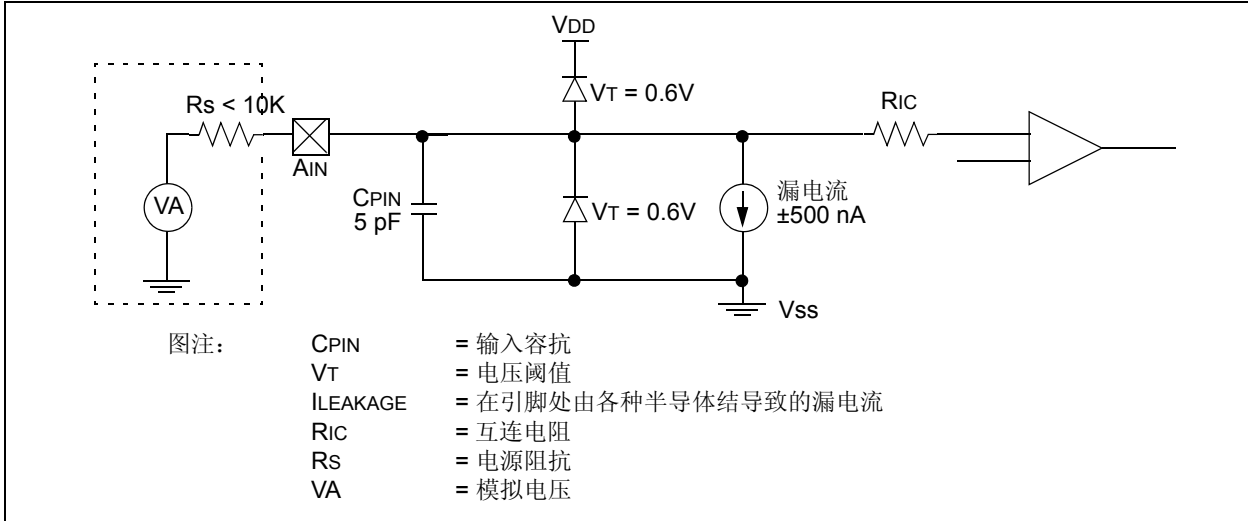 VDD
VT = 0.6V
Rs < 10K
RIC
AIN
VA
CPIN
5 pF
VT = 0.6V
漏电流
±500 nA
Vss
图注：
CPIN = 输入容抗
VT = 电压阈值
ILEAKAGE = 在引脚处由各种半导体结导致的漏电流
RIC = 互连电阻
RS = 电源阻抗
VA = 模拟电压